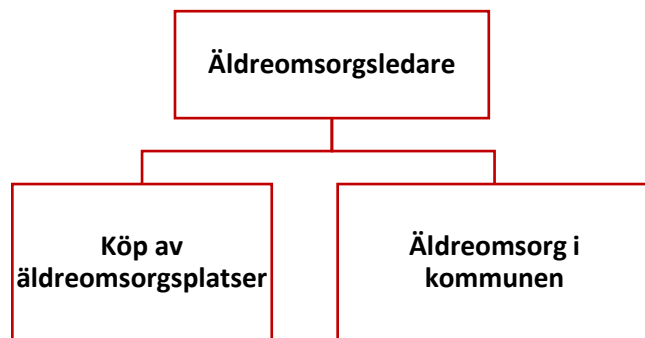 Äldreomsorgsledare
Köp av
äldreomsorgsplatser
Äldreomsorg i
kommunen